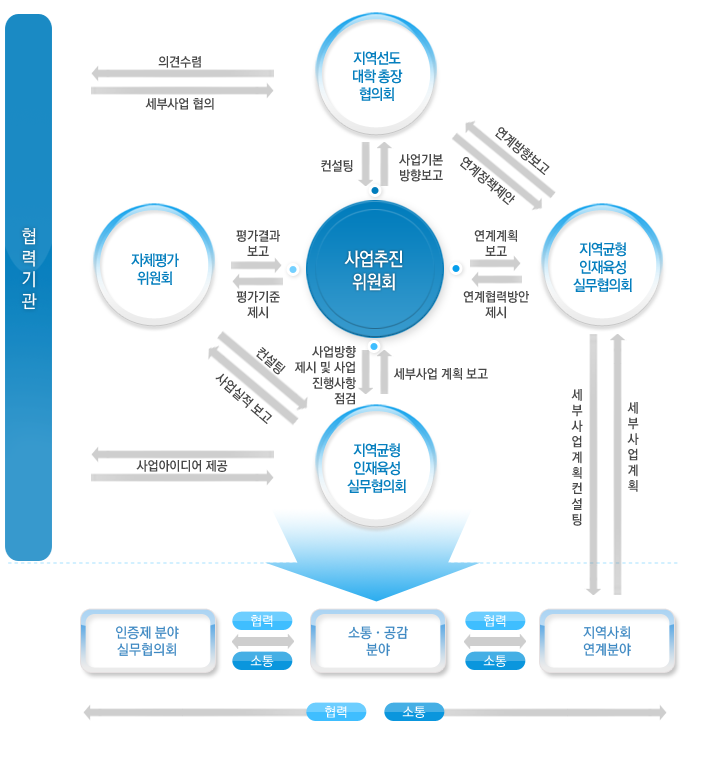 지역선도
대학 총장
협의회
의견수렴
세부사업 협의
컨설팅
사업기본
방향보고
연계방향보고
연계정책제안
협
력
기
관
자체평가
위원회
평가결과
보고
평가기준
제시
사업추진
위원회
연계계획
보고
연계협력방안
제시
지역균형
인재육성
실무협의회
컨설팅
사업실적 보고
사업방향
제시 및 사업
진행사항
점검
세부사업 계획 보고
지역균형
인재육성
실무협의회
사업아이디어 제공
세
부
사
업
계
획
컨
설
팅
세
부
사
업
계
획
인증제 분야
실무협의회
협력
소통
소통 · 공감
분야
협력
소통
지역사회
연계분야
협력
소통